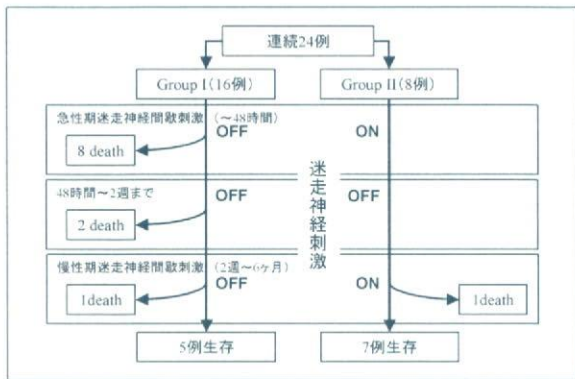 連続24例
Group I(16例)
Group II(8例)
急性期迷走神経間歇刺激(~48時間)
OFF
ON
8 death
48時間~2週まで
OFF
OFF
2 death
迷走神経刺激
慢性期迷走神経間歇刺激(2週~6ヶ月)
OFF
ON
1death
1death
5例生存
7例生存